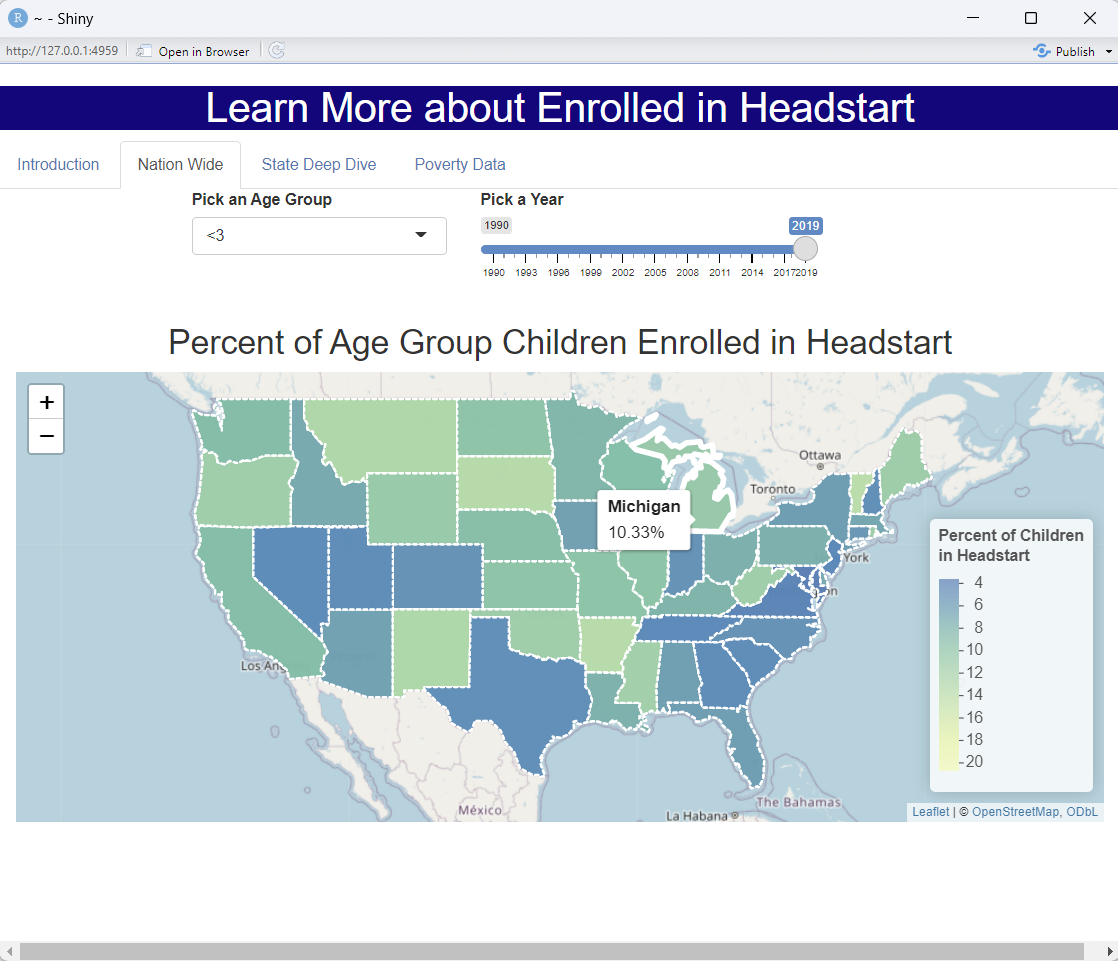 R ~ - Shiny
http://127.0.0.1:4959 Open in Browser Publish
Learn More about Enrolled in Headstart
Introduction Nation Wide State Deep Dive Poverty Data
Pick an Age Group Pick a Year
1990 2019
<3
1990 1993 1996 1999 2002 2005 2008 2011 2014 2017 2019
Percent of Age Group Children Enrolled in Headstart
+
−
Ottawa
Toronto
Michigan
10.33%
York
Los An
México
La Habana
The Bahamas
Percent of Children
in Headstart
4
6
8
10
12
14
16
18
20
Leaflet | © OpenStreetMap, ODbL